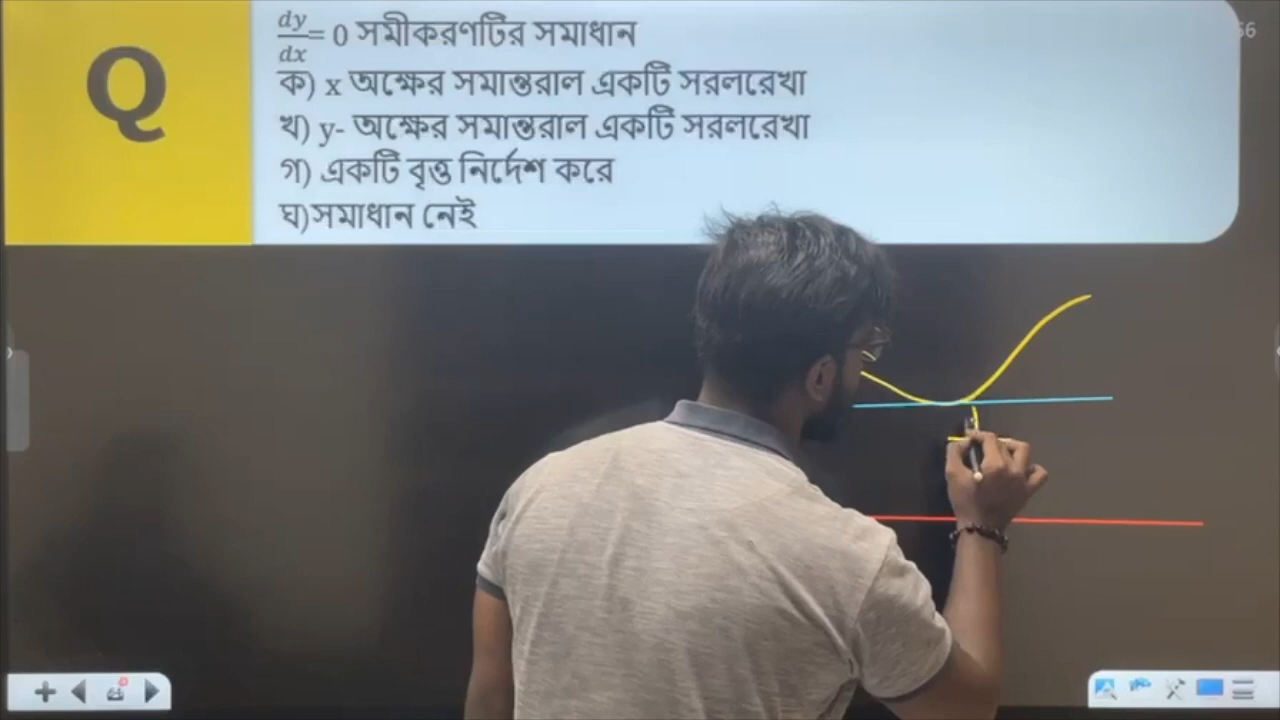 Q
dy/dx = 0 সমীকরণটির সমাধান
ক) x অক্ষের সমান্তরাল একটি সরলরেখা
খ) y- অক্ষের সমান্তরাল একটি সরলরেখা
গ) একটি বৃত্ত নির্দেশ করে
ঘ)সমাধান নেই